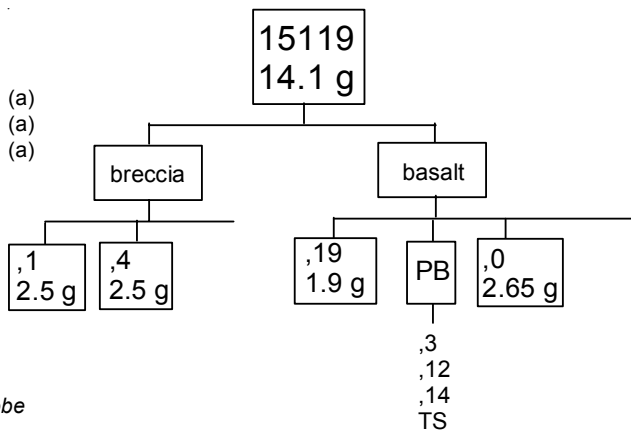 15119
14.1 g
(a)
(a)
(a)
breccia
basalt
,1
2.5 g
,4
2.5 g
,19
1.9 g
PB
,0
2.65 g
,3
,12
,14
TS